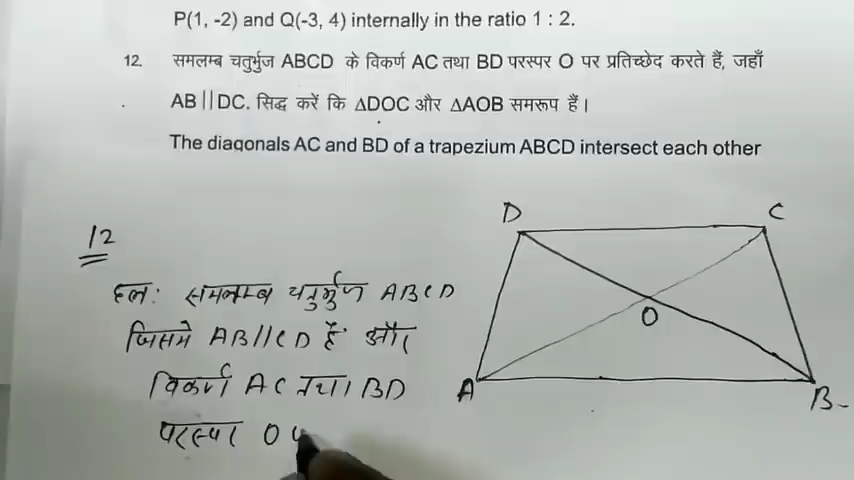 P(1, -2) and Q(-3, 4) internally in the ratio 1 : 2.
12. समलम्ब चतुर्भुज ABCD के विकर्ण AC तथा BD परस्पर O पर प्रतिच्छेद करते हैं, जहाँ
AB || DC. सिद्ध करें कि ΔDOC और ΔAOB समरूप हैं।
The diagonals AC and BD of a trapezium ABCD intersect each other
12
हल: समलम्ब चतुर्भुज ABCD
जिसमे AB//CD हैं और
विकर्ण AC तथा BD
परस्पर O
D
C
O
A
B